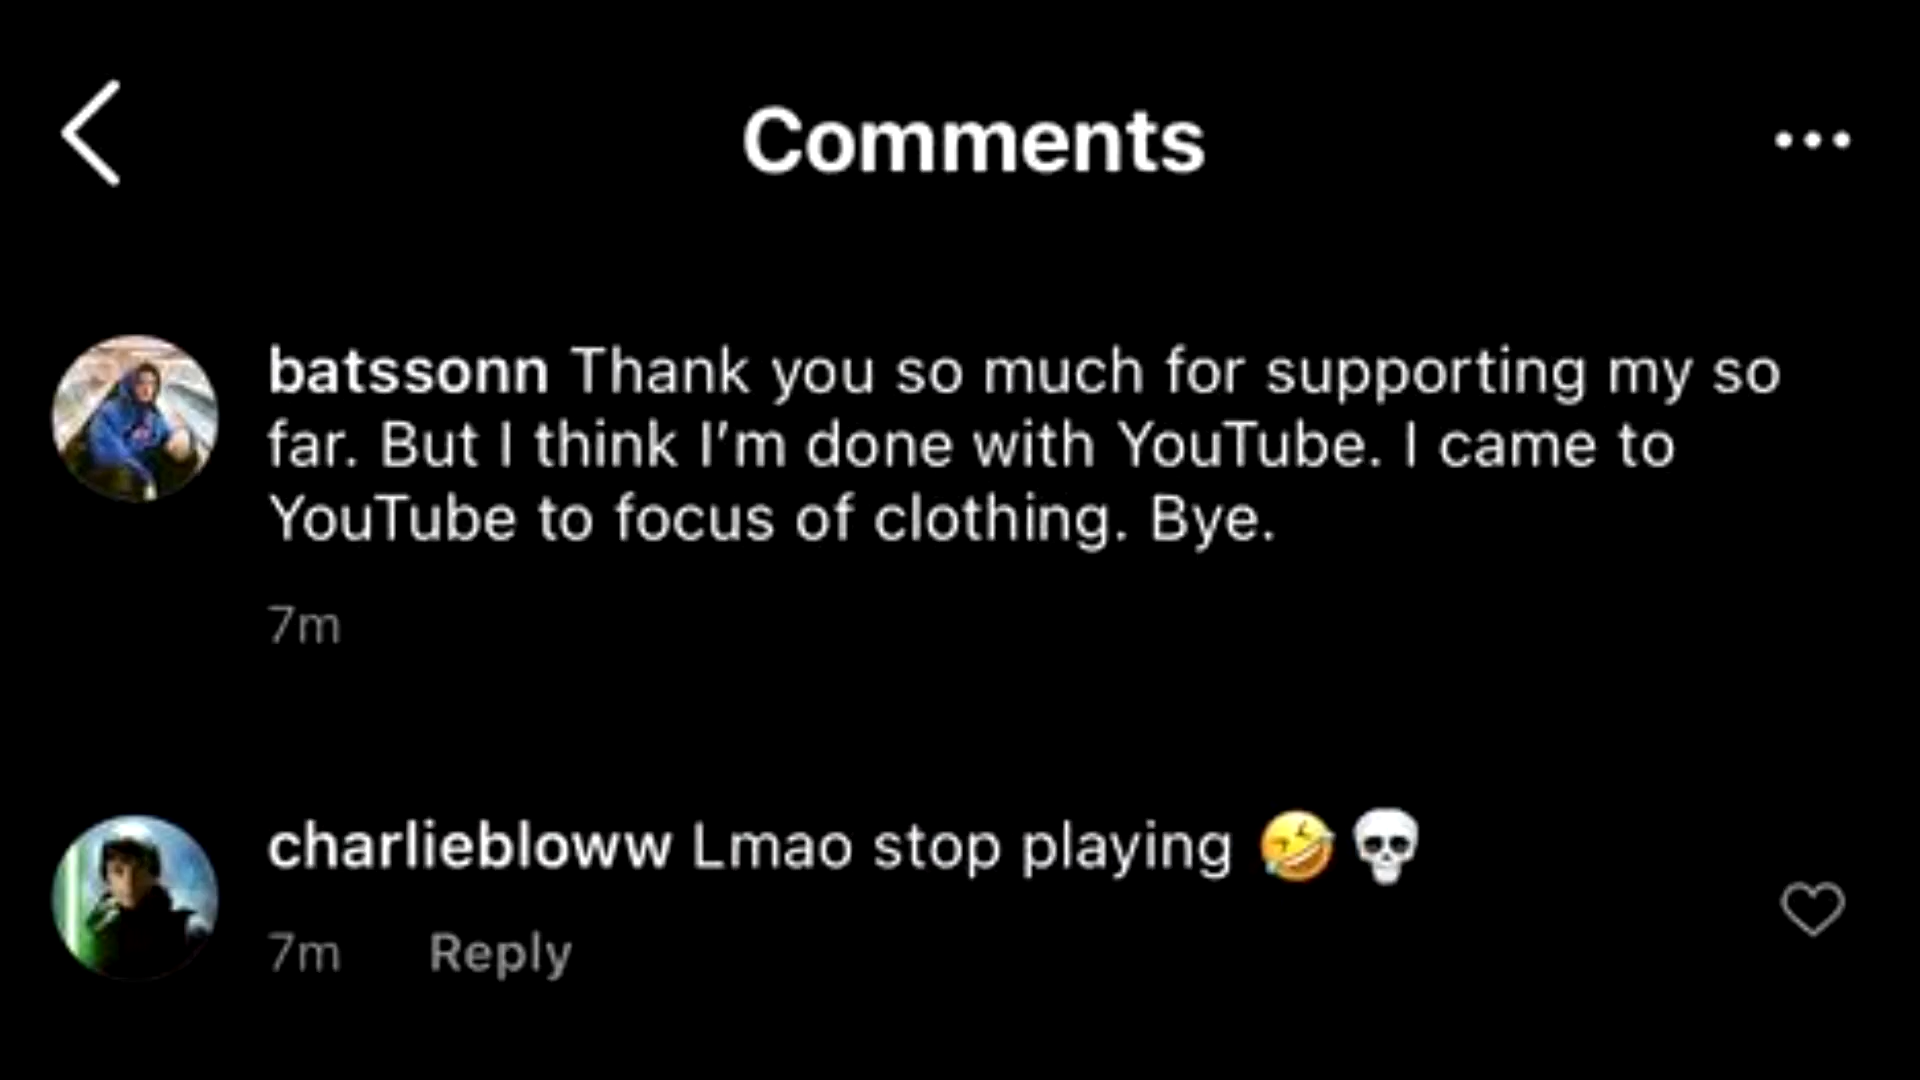 Comments
batssonn Thank you so much for supporting my so
far. But I think I’m done with YouTube. I came to
YouTube to focus of clothing. Bye.
7m
charliebloww Lmao stop playing 🤣💀
7m Reply